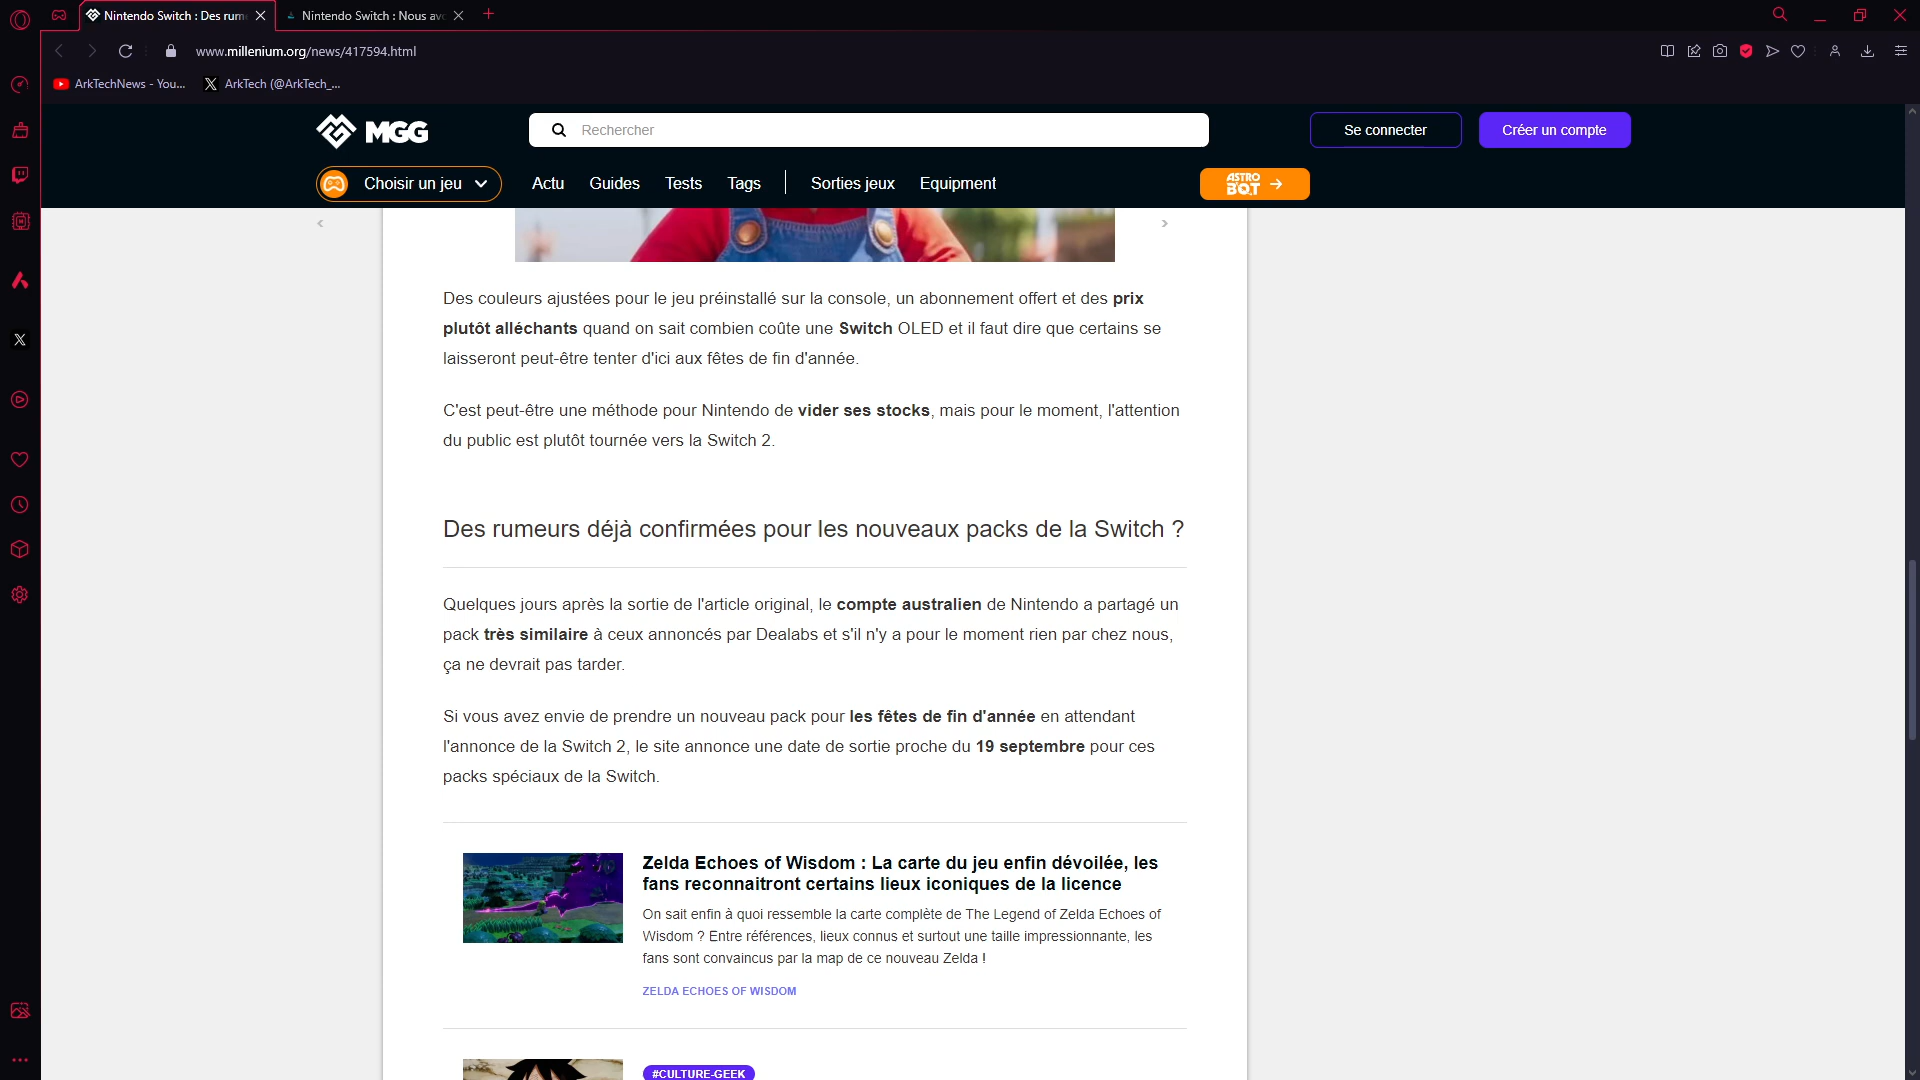 Nintendo Switch : Des rum
Nintendo Switch : Nous av
www.millenium.org/news/417594.html
ArkTechNews - You...
ArkTech (@ArkTech_...
MGG
Rechercher
Se connecter
Créer un compte
Choisir un jeu
Actu
Guides
Tests
Tags
Sorties jeux
Equipment
ASTRO BOT
Des couleurs ajustées pour le jeu préinstallé sur la console, un abonnement offert et des prix
plutôt alléchants quand on sait combien coûte une Switch OLED et il faut dire que certains se
laisseront peut-être tenter d'ici aux fêtes de fin d'année.
C'est peut-être une méthode pour Nintendo de vider ses stocks, mais pour le moment, l'attention
du public est plutôt tournée vers la Switch 2.
Des rumeurs déjà confirmées pour les nouveaux packs de la Switch ?
Quelques jours après la sortie de l'article original, le compte australien de Nintendo a partagé un
pack très similaire à ceux annoncés par Dealabs et s'il n'y a pour le moment rien par chez nous,
ça ne devrait pas tarder.
Si vous avez envie de prendre un nouveau pack pour les fêtes de fin d'année en attendant
l'annonce de la Switch 2, le site annonce une date de sortie proche du 19 septembre pour ces
packs spéciaux de la Switch.
Zelda Echoes of Wisdom : La carte du jeu enfin dévoilée, les
fans reconnaitront certains lieux iconiques de la licence
On sait enfin à quoi ressemble la carte complète de The Legend of Zelda Echoes of
Wisdom ? Entre références, lieux connus et surtout une taille impressionnante, les
fans sont convaincus par la map de ce nouveau Zelda !
ZELDA ECHOES OF WISDOM
#CULTURE-GEEK